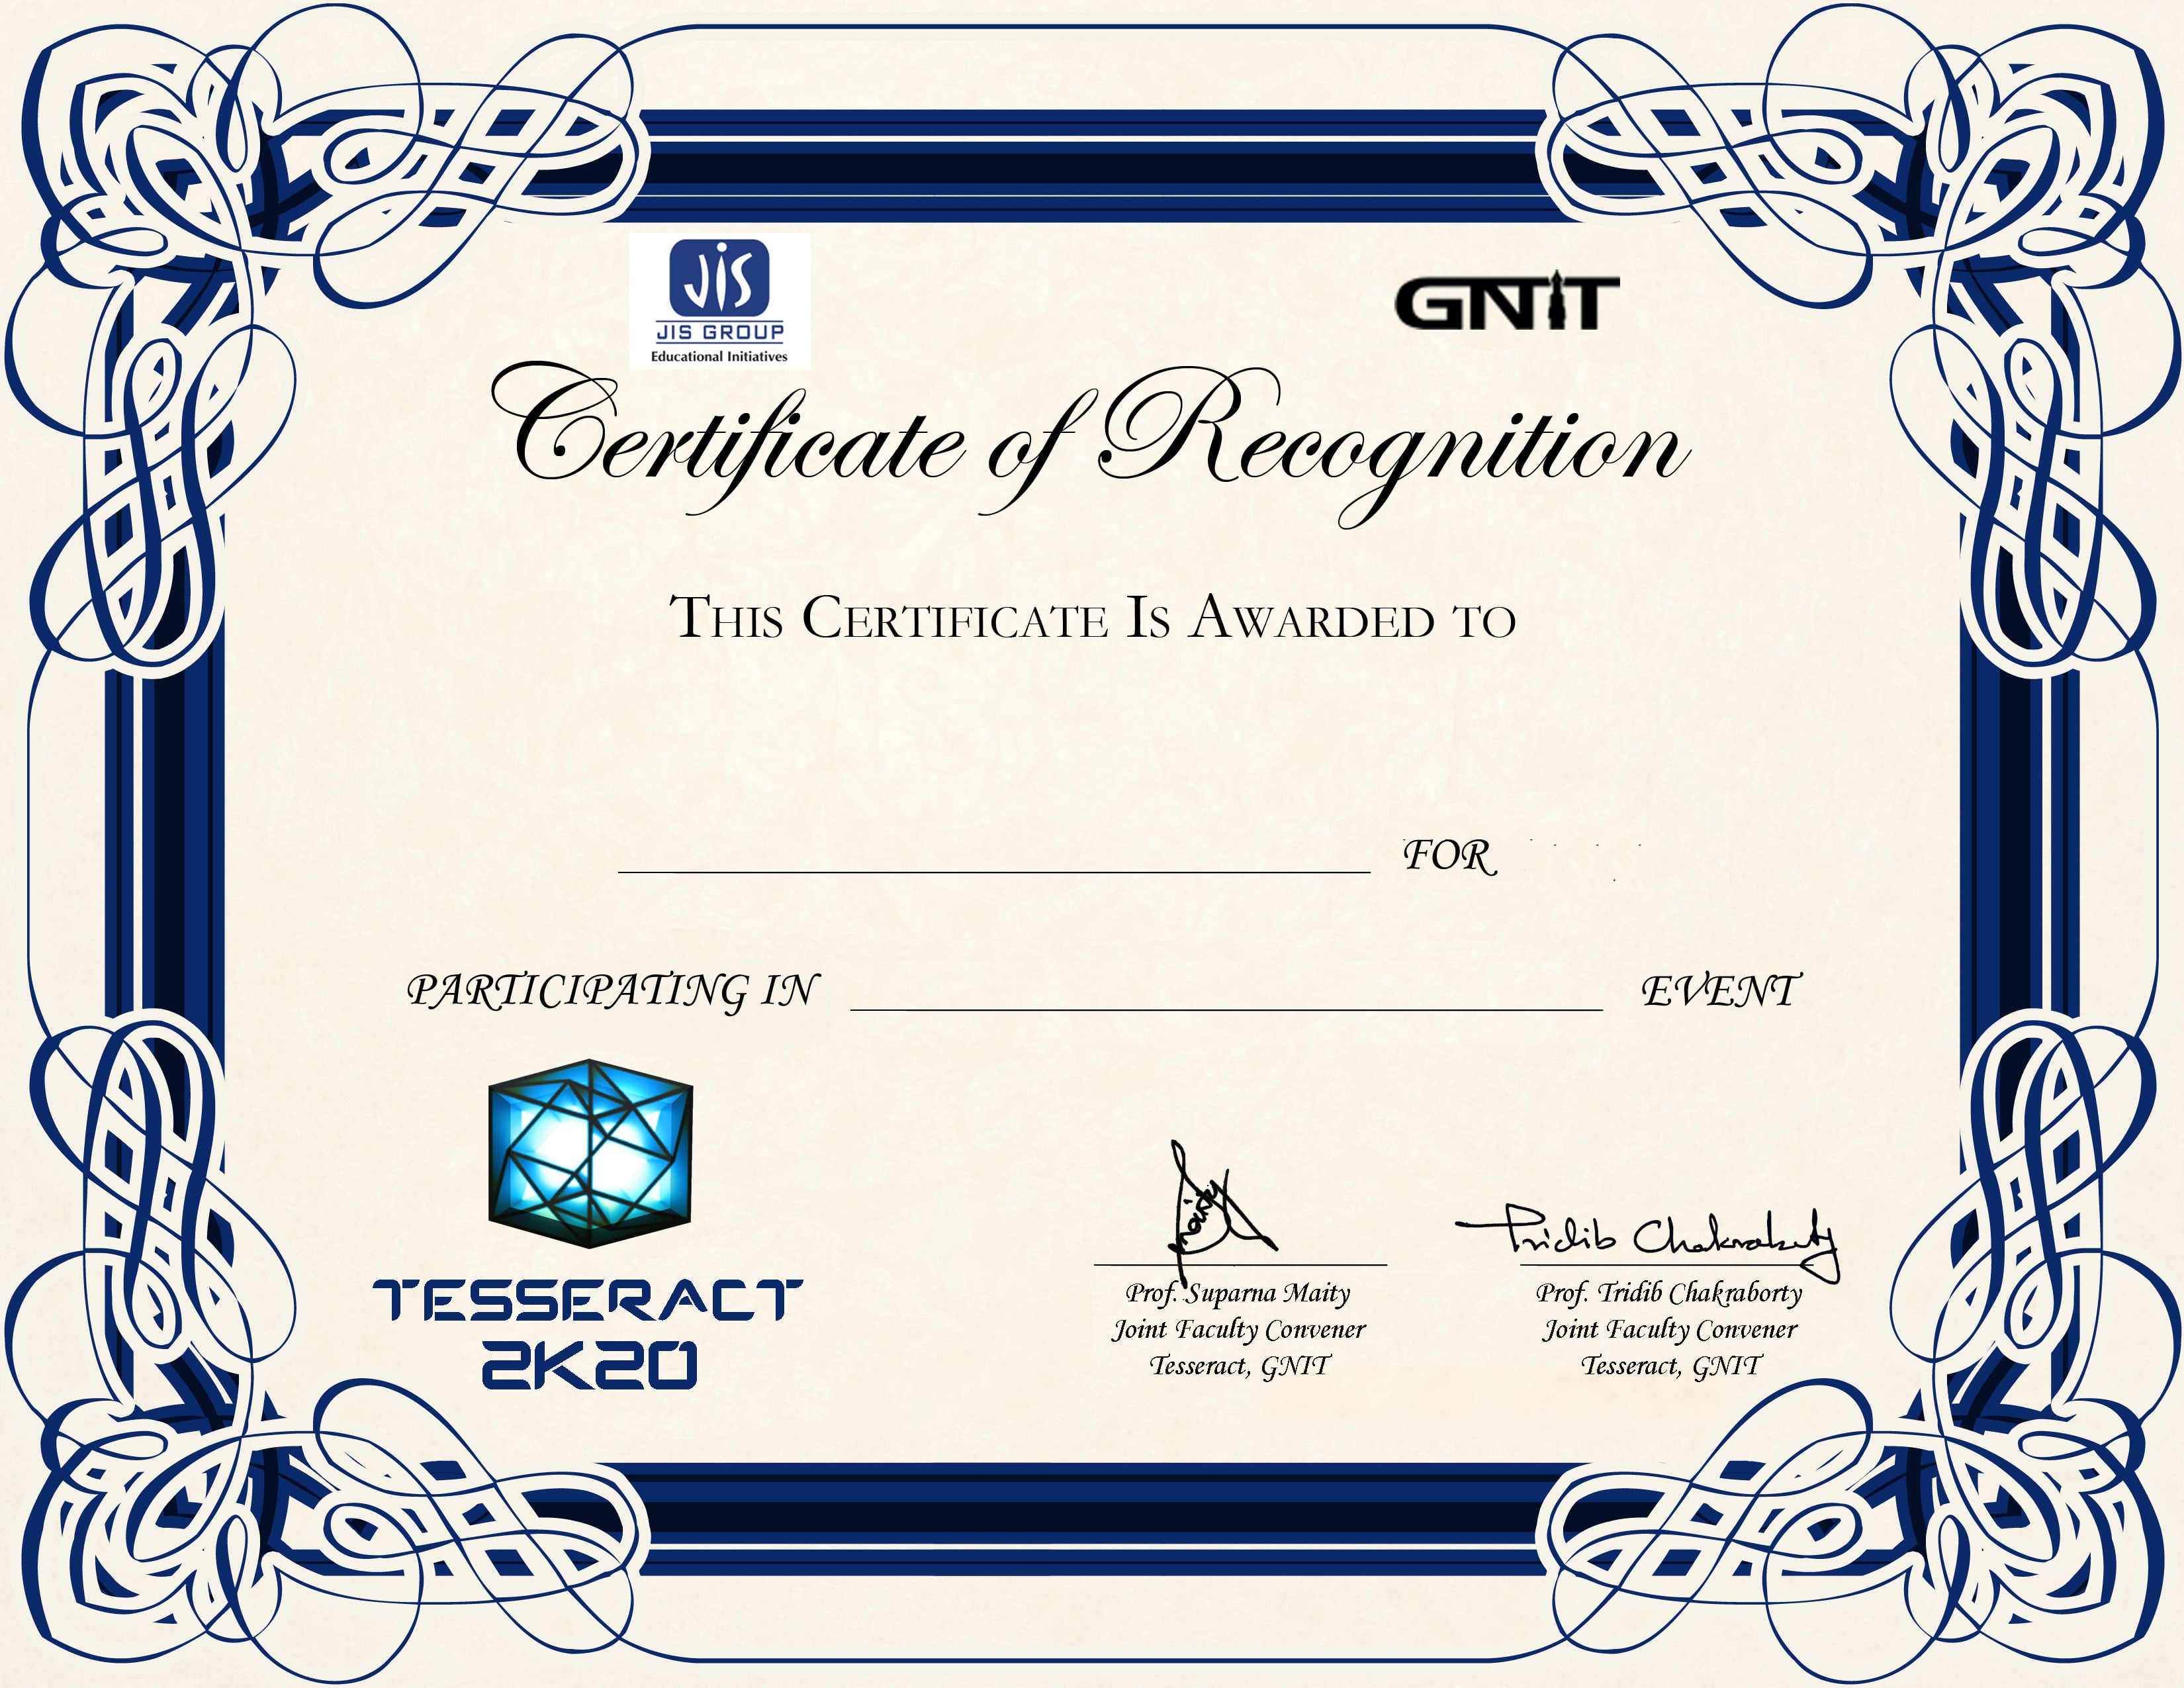 JIS
JIS GROUP
Educational Initiatives
GNIT
Certificate of Recognition
THIS CERTIFICATE IS AWARDED TO
FOR
PARTICIPATING IN EVENT
TESSERACT
2K20
Maity
Tridib Chakraborty
Prof. Suparna Maity
Joint Faculty Convener
Tesseract, GNIT
Prof. Tridib Chakraborty
Joint Faculty Convener
Tesseract, GNIT